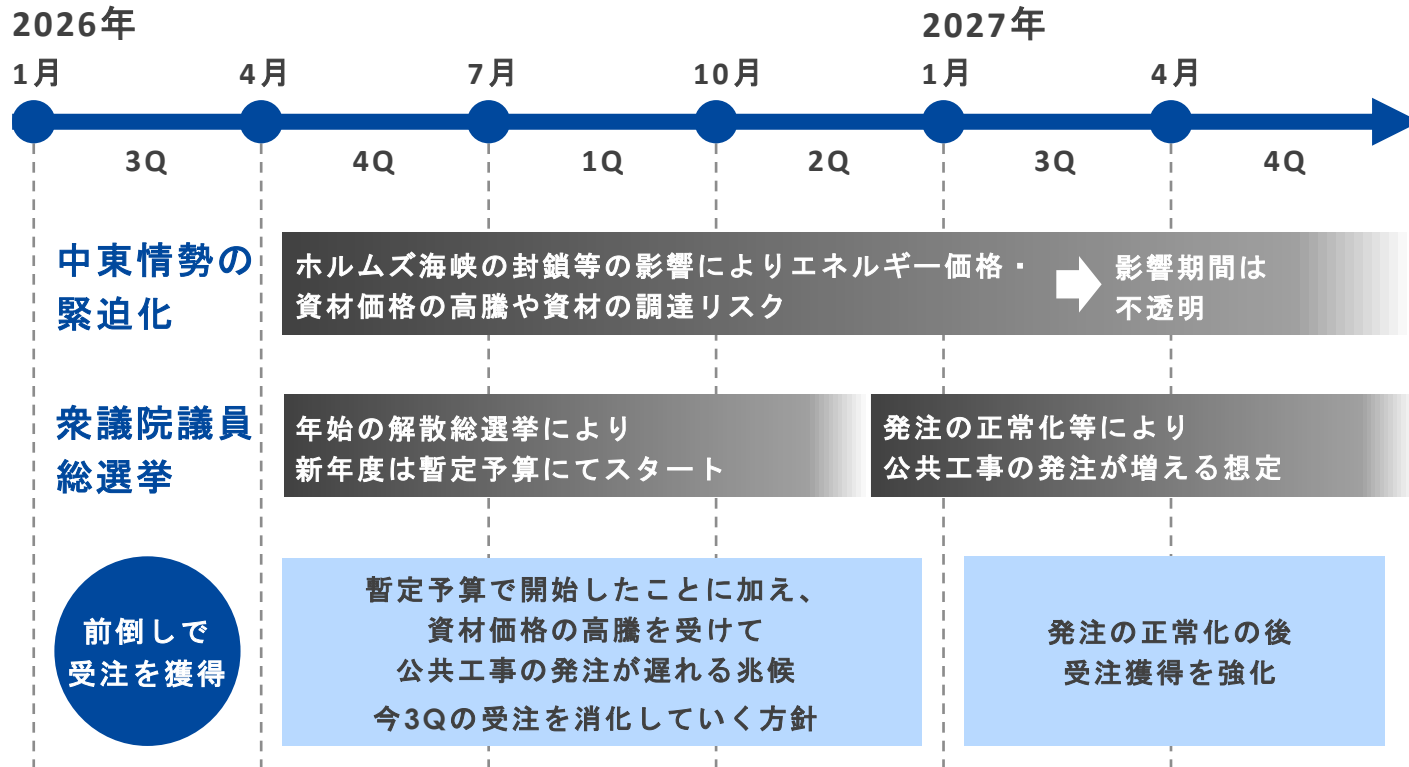 2026年
2027年
1月
4月
7月
10月
1月
4月
3Q
4Q
1Q
2Q
3Q
4Q
中東情勢の
緊迫化
ホルムズ海峡の封鎖等の影響によりエネルギー価格・
資材価格の高騰や資材の調達リスク
影響期間は
不透明
衆議院議員
総選挙
年始の解散総選挙により
新年度は暫定予算にてスタート
発注の正常化等により
公共工事の発注が増える想定
前倒しで
受注を獲得
暫定予算で開始したことに加え、
資材価格の高騰を受けて
公共工事の発注が遅れる兆候
今3Qの受注を消化していく方針
発注の正常化の後
受注獲得を強化